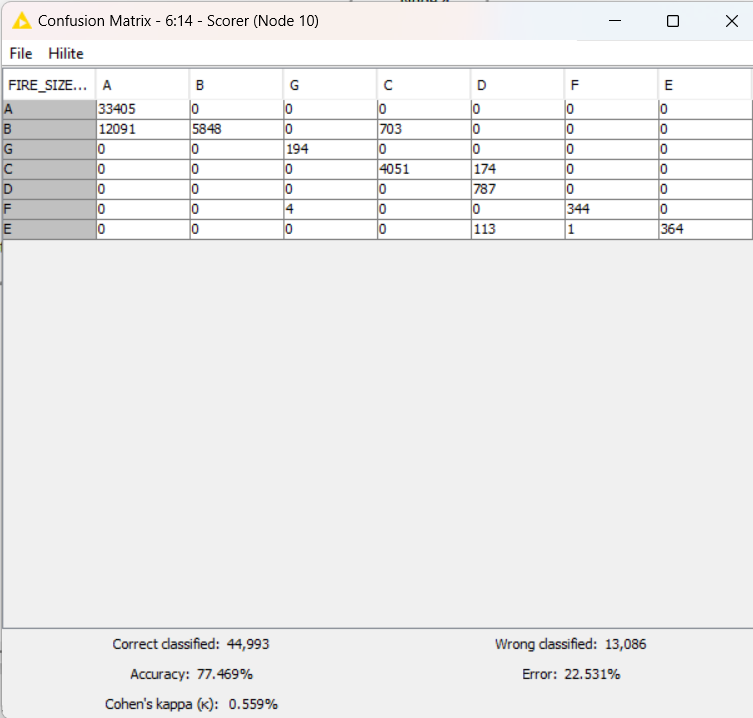 Confusion Matrix - 6:14 - Scorer (Node 10)
File Hilite
FIRE_SIZE... A B G C D F E
A 33405 0 0 0 0 0 0
B 12091 5848 0 703 0 0 0
G 0 0 194 0 0 0 0
C 0 0 0 4051 174 0 0
D 0 0 0 0 787 0 0
F 0 0 4 0 0 344 0
E 0 0 0 0 113 1 364
Correct classified: 44,993 Wrong classified: 13,086
Accuracy: 77.469% Error: 22.531%
Cohen's kappa (κ): 0.559%